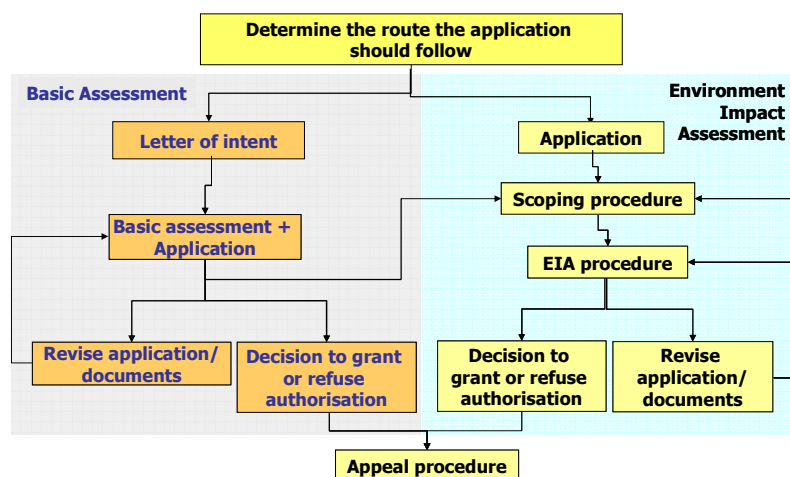 Determine the route the application
should follow
Basic Assessment
Environment
Impact
Assessment
Letter of intent
Application
Scoping procedure
Basic assessment +
Application
EIA procedure
Revise application/
documents
Decision to grant
or refuse
authorisation
Decision to
grant or refuse
authorisation
Revise
application/
documents
Appeal procedure